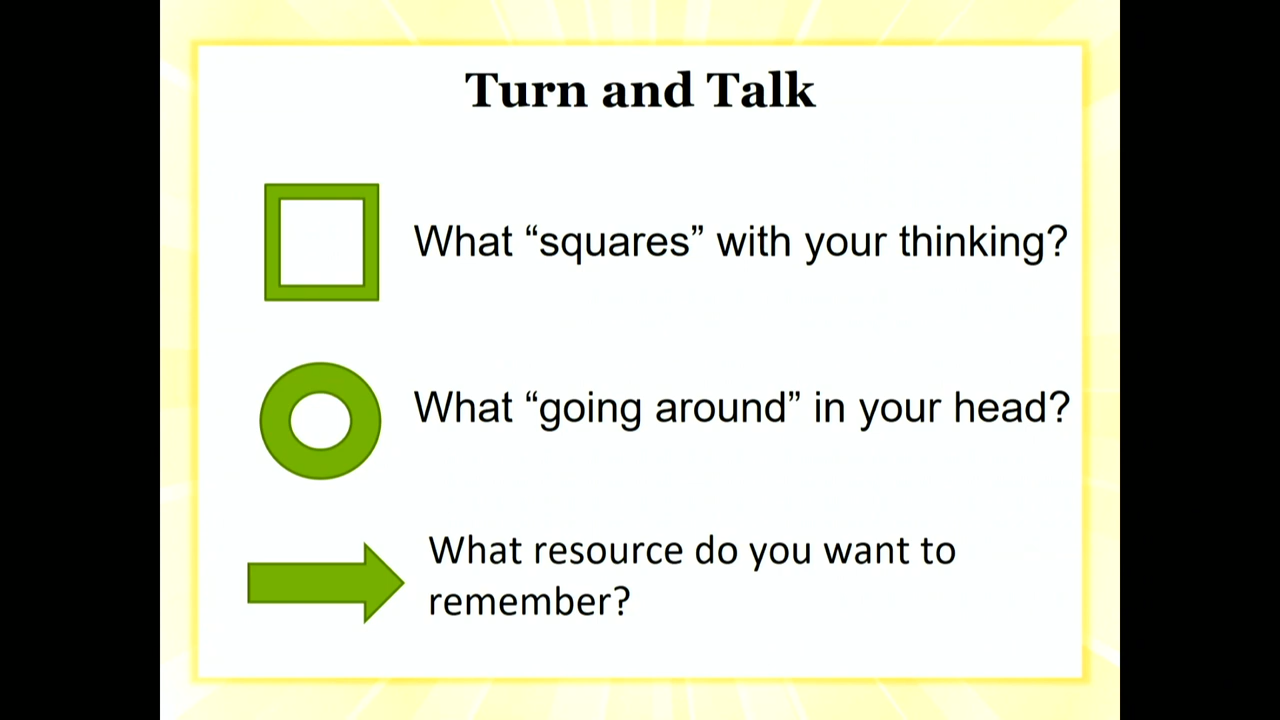 Turn and Talk
What “squares” with your thinking?
What “going around” in your head?
What resource do you want to
remember?